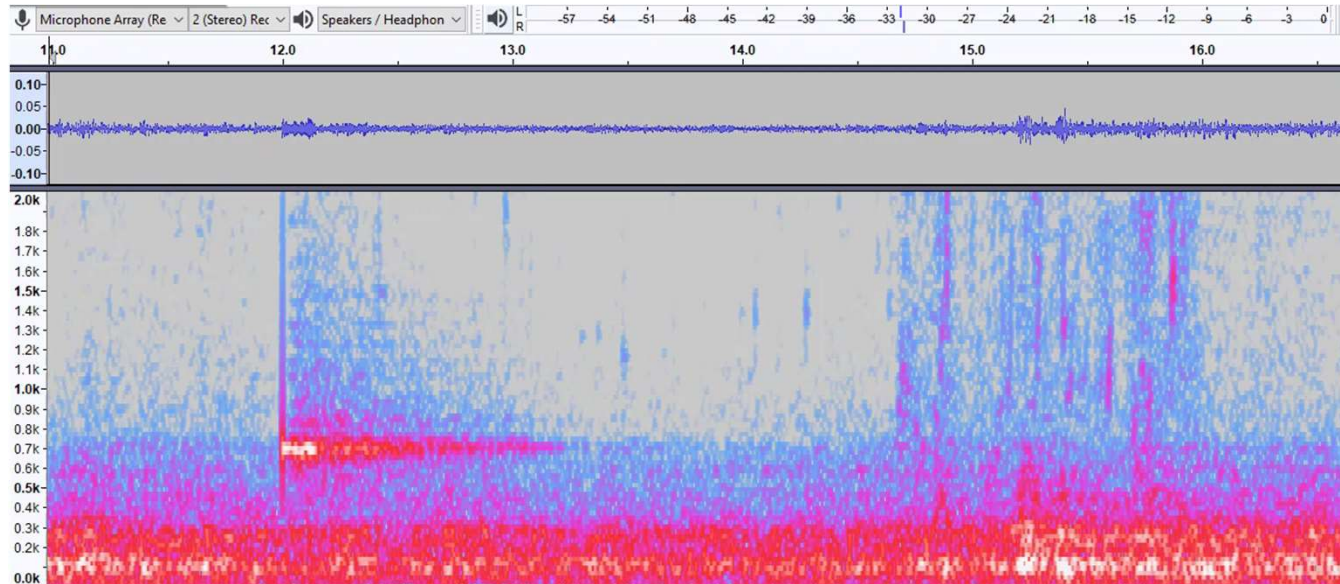 Microphone Array (Re 2 (Stereo) Rec Speakers / Headphon L R -57 -54 -51 -48 -45 -42 -39 -36 -33 -30 -27 -24 -21 -18 -15 -12 -9 -6 -3 0
11.0 12.0 13.0 14.0 15.0 16.0
0.10
0.05
0.00
-0.05
-0.10
2.0k
1.8k
1.7k
1.6k
1.5k
1.4k
1.3k
1.2k
1.1k
1.0k
0.9k
0.8k
0.7k
0.6k
0.5k
0.4k
0.3k
0.2k
0.0k